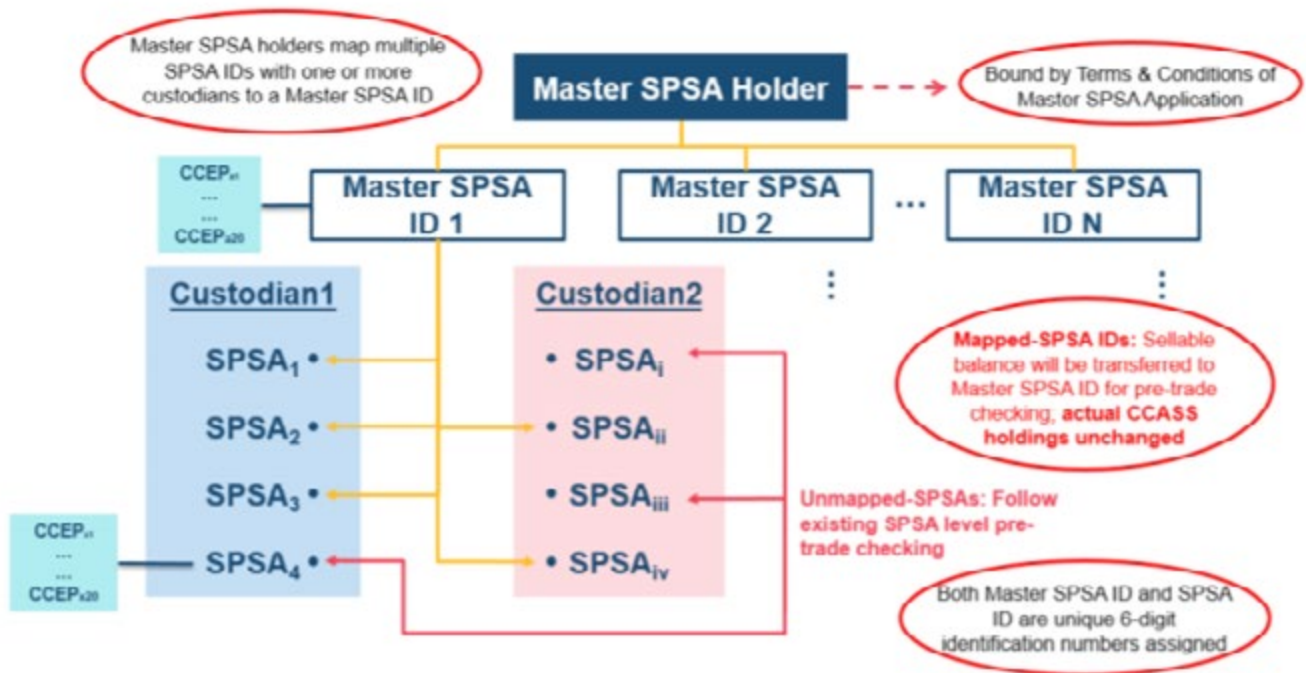 Master SPSA holders map multiple
SPSA IDs with one or more
custodians to a Master SPSA ID
Master SPSA Holder
Bound by Terms & Conditions of
Master SPSA Application
CCEPx1
...
...
CCEPx20
Master SPSA
ID 1
Master SPSA
ID 2
...
Master SPSA
ID N
Custodian1
SPSA1 •
SPSA2 •
SPSA3 •
SPSA4 •
Custodian2
• SPSAi
• SPSAii
• SPSAiii
• SPSAiv
Mapped-SPSA IDs: Sellable
balance will be transferred to
Master SPSA ID for pre-trade
checking, actual CCASS
holdings unchanged
Unmapped-SPSAs: Follow
existing SPSA level pre-
trade checking
CCEPx1
...
...
CCEPx20
Both Master SPSA ID and SPSA
ID are unique 6-digit
identification numbers assigned